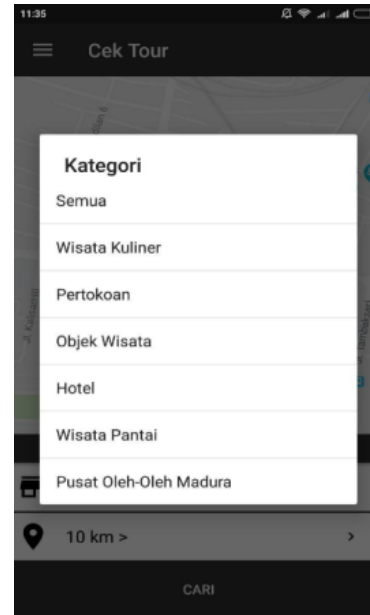 11:35
Cek Tour
Kategori
Semua
Wisata Kuliner
Pertokoan
Objek Wisata
Hotel
Wisata Pantai
Pusat Oleh-Oleh Madura
10 km >
CARI